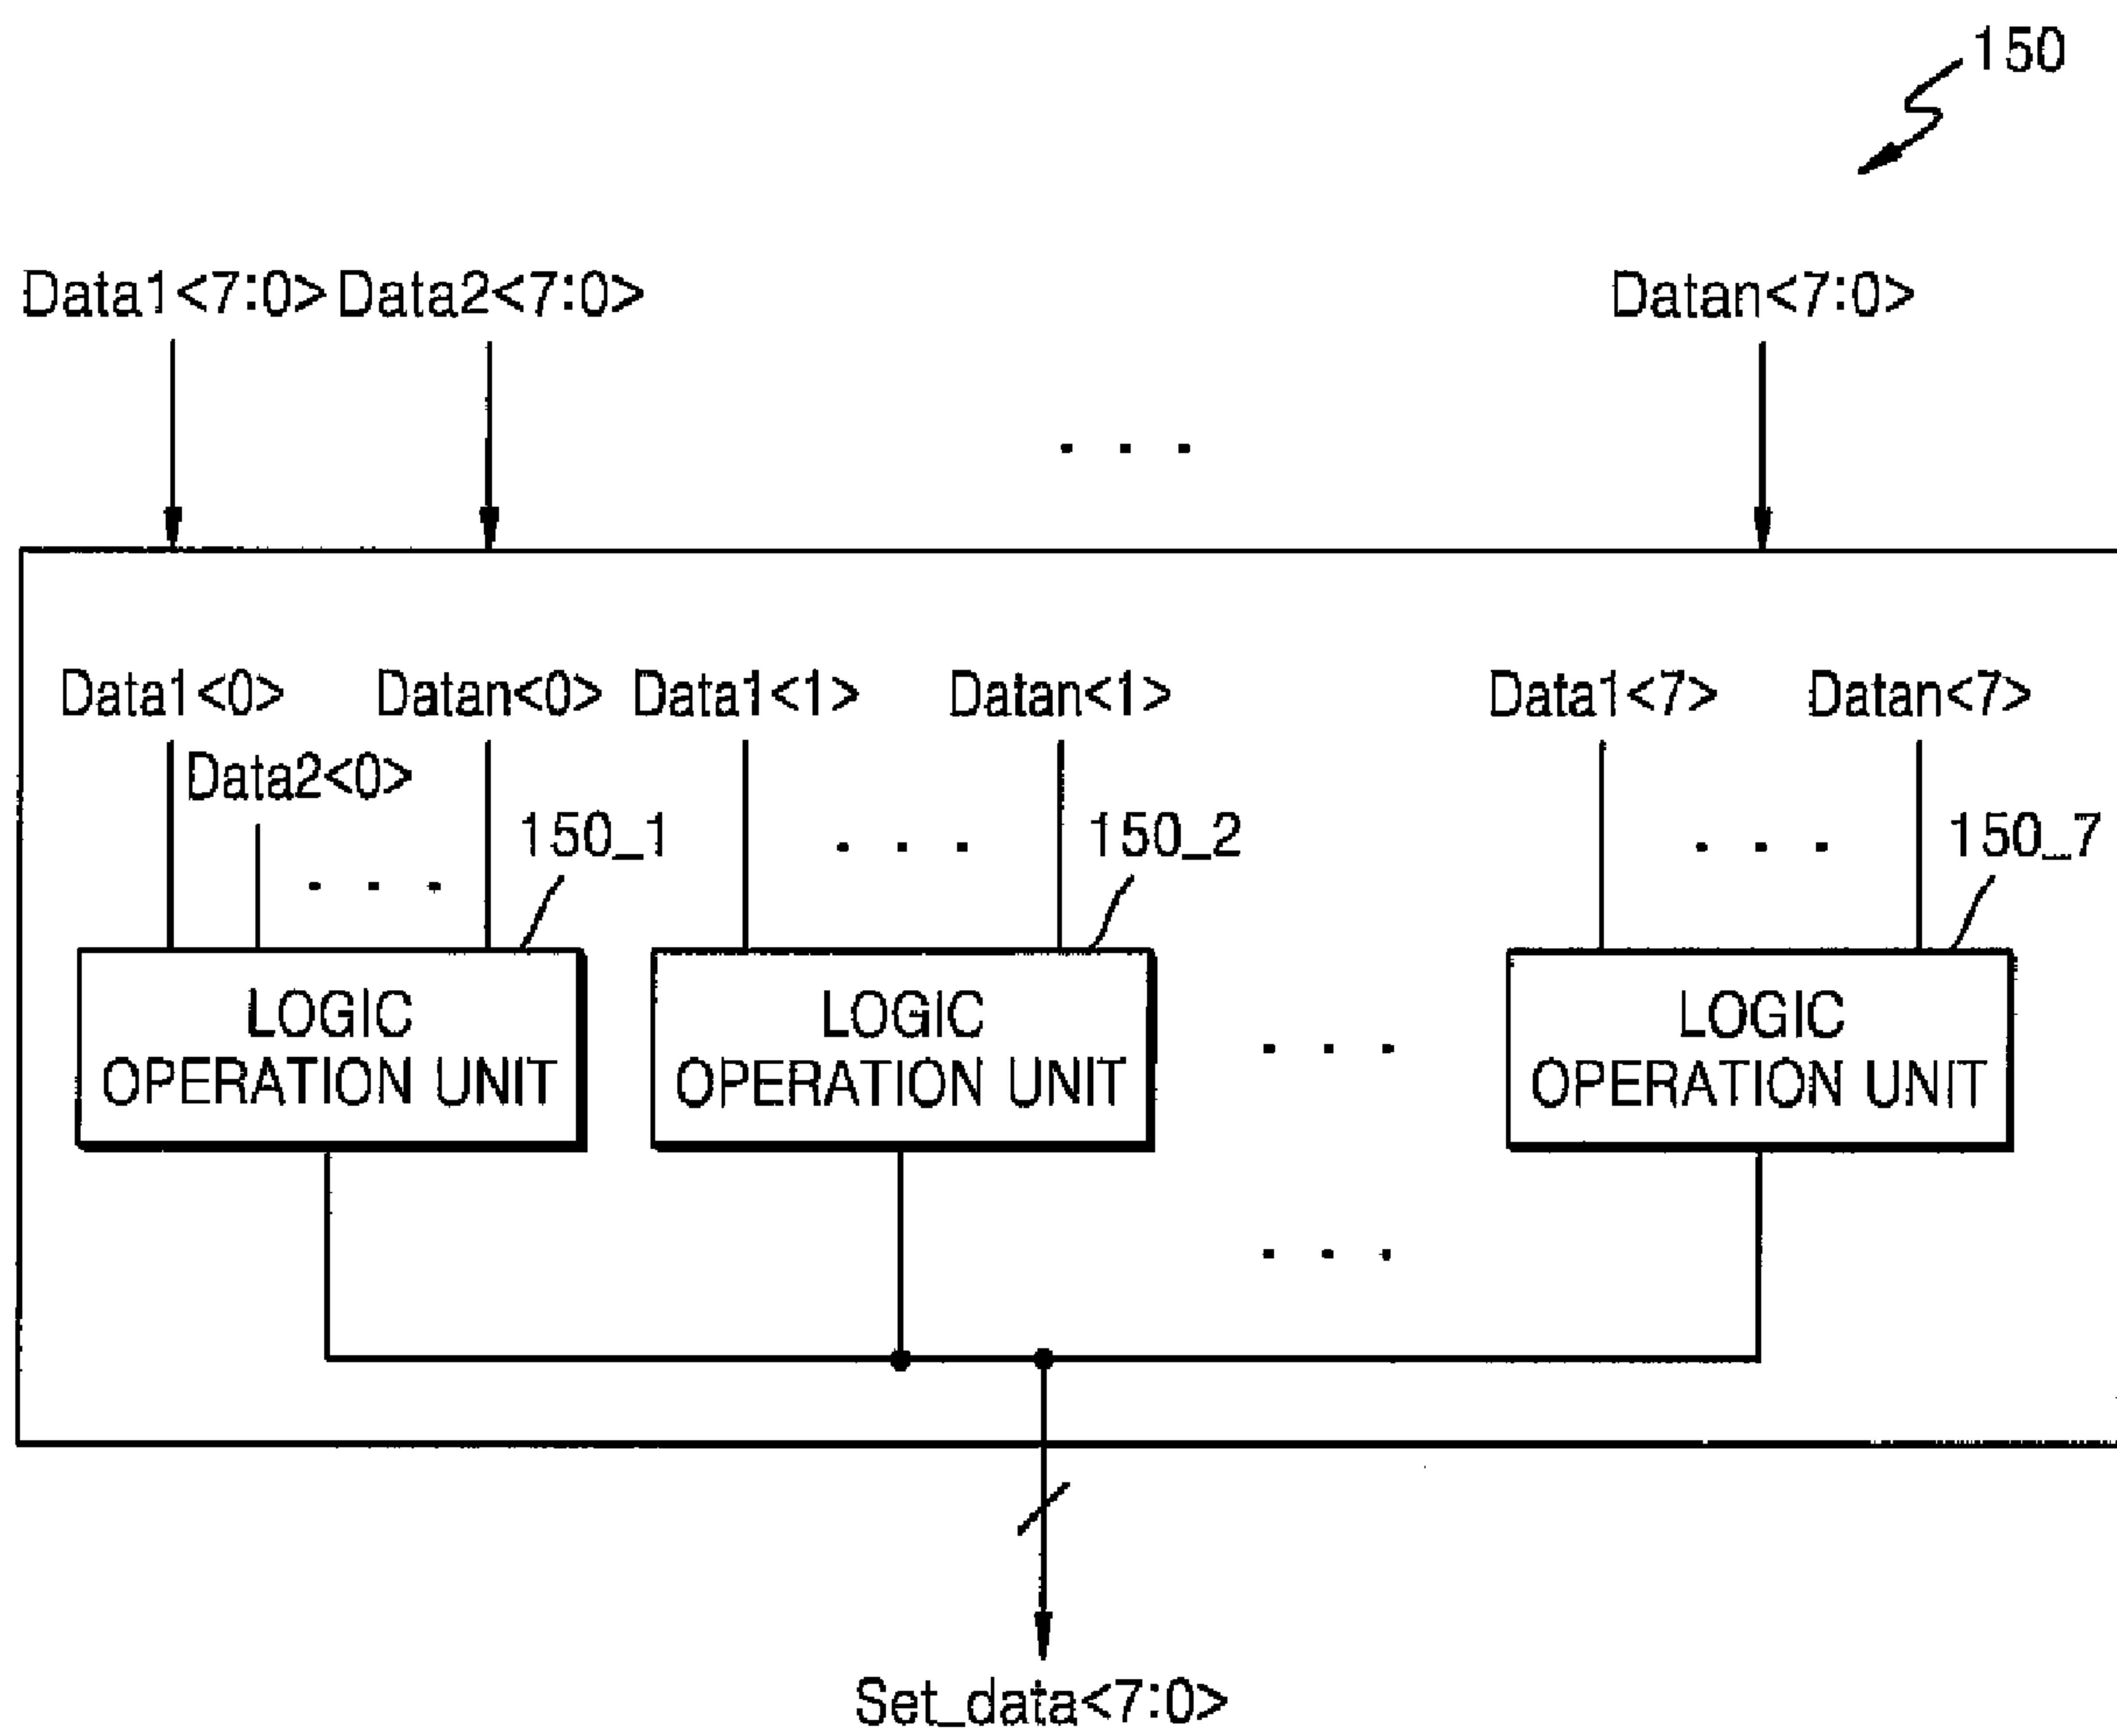 150
Data1<7:0> Data2<7:0> Datan<7:0>
. . .
Data1<0> Datan<0> Data1<1> Datan<1> Data1<7> Datan<7>
Data2<0>
150_1 . . . 150_2 . . . 150_7
. . .
LOGIC OPERATION UNIT
LOGIC OPERATION UNIT
. . .
LOGIC OPERATION UNIT
. . .
Set_data<7:0>